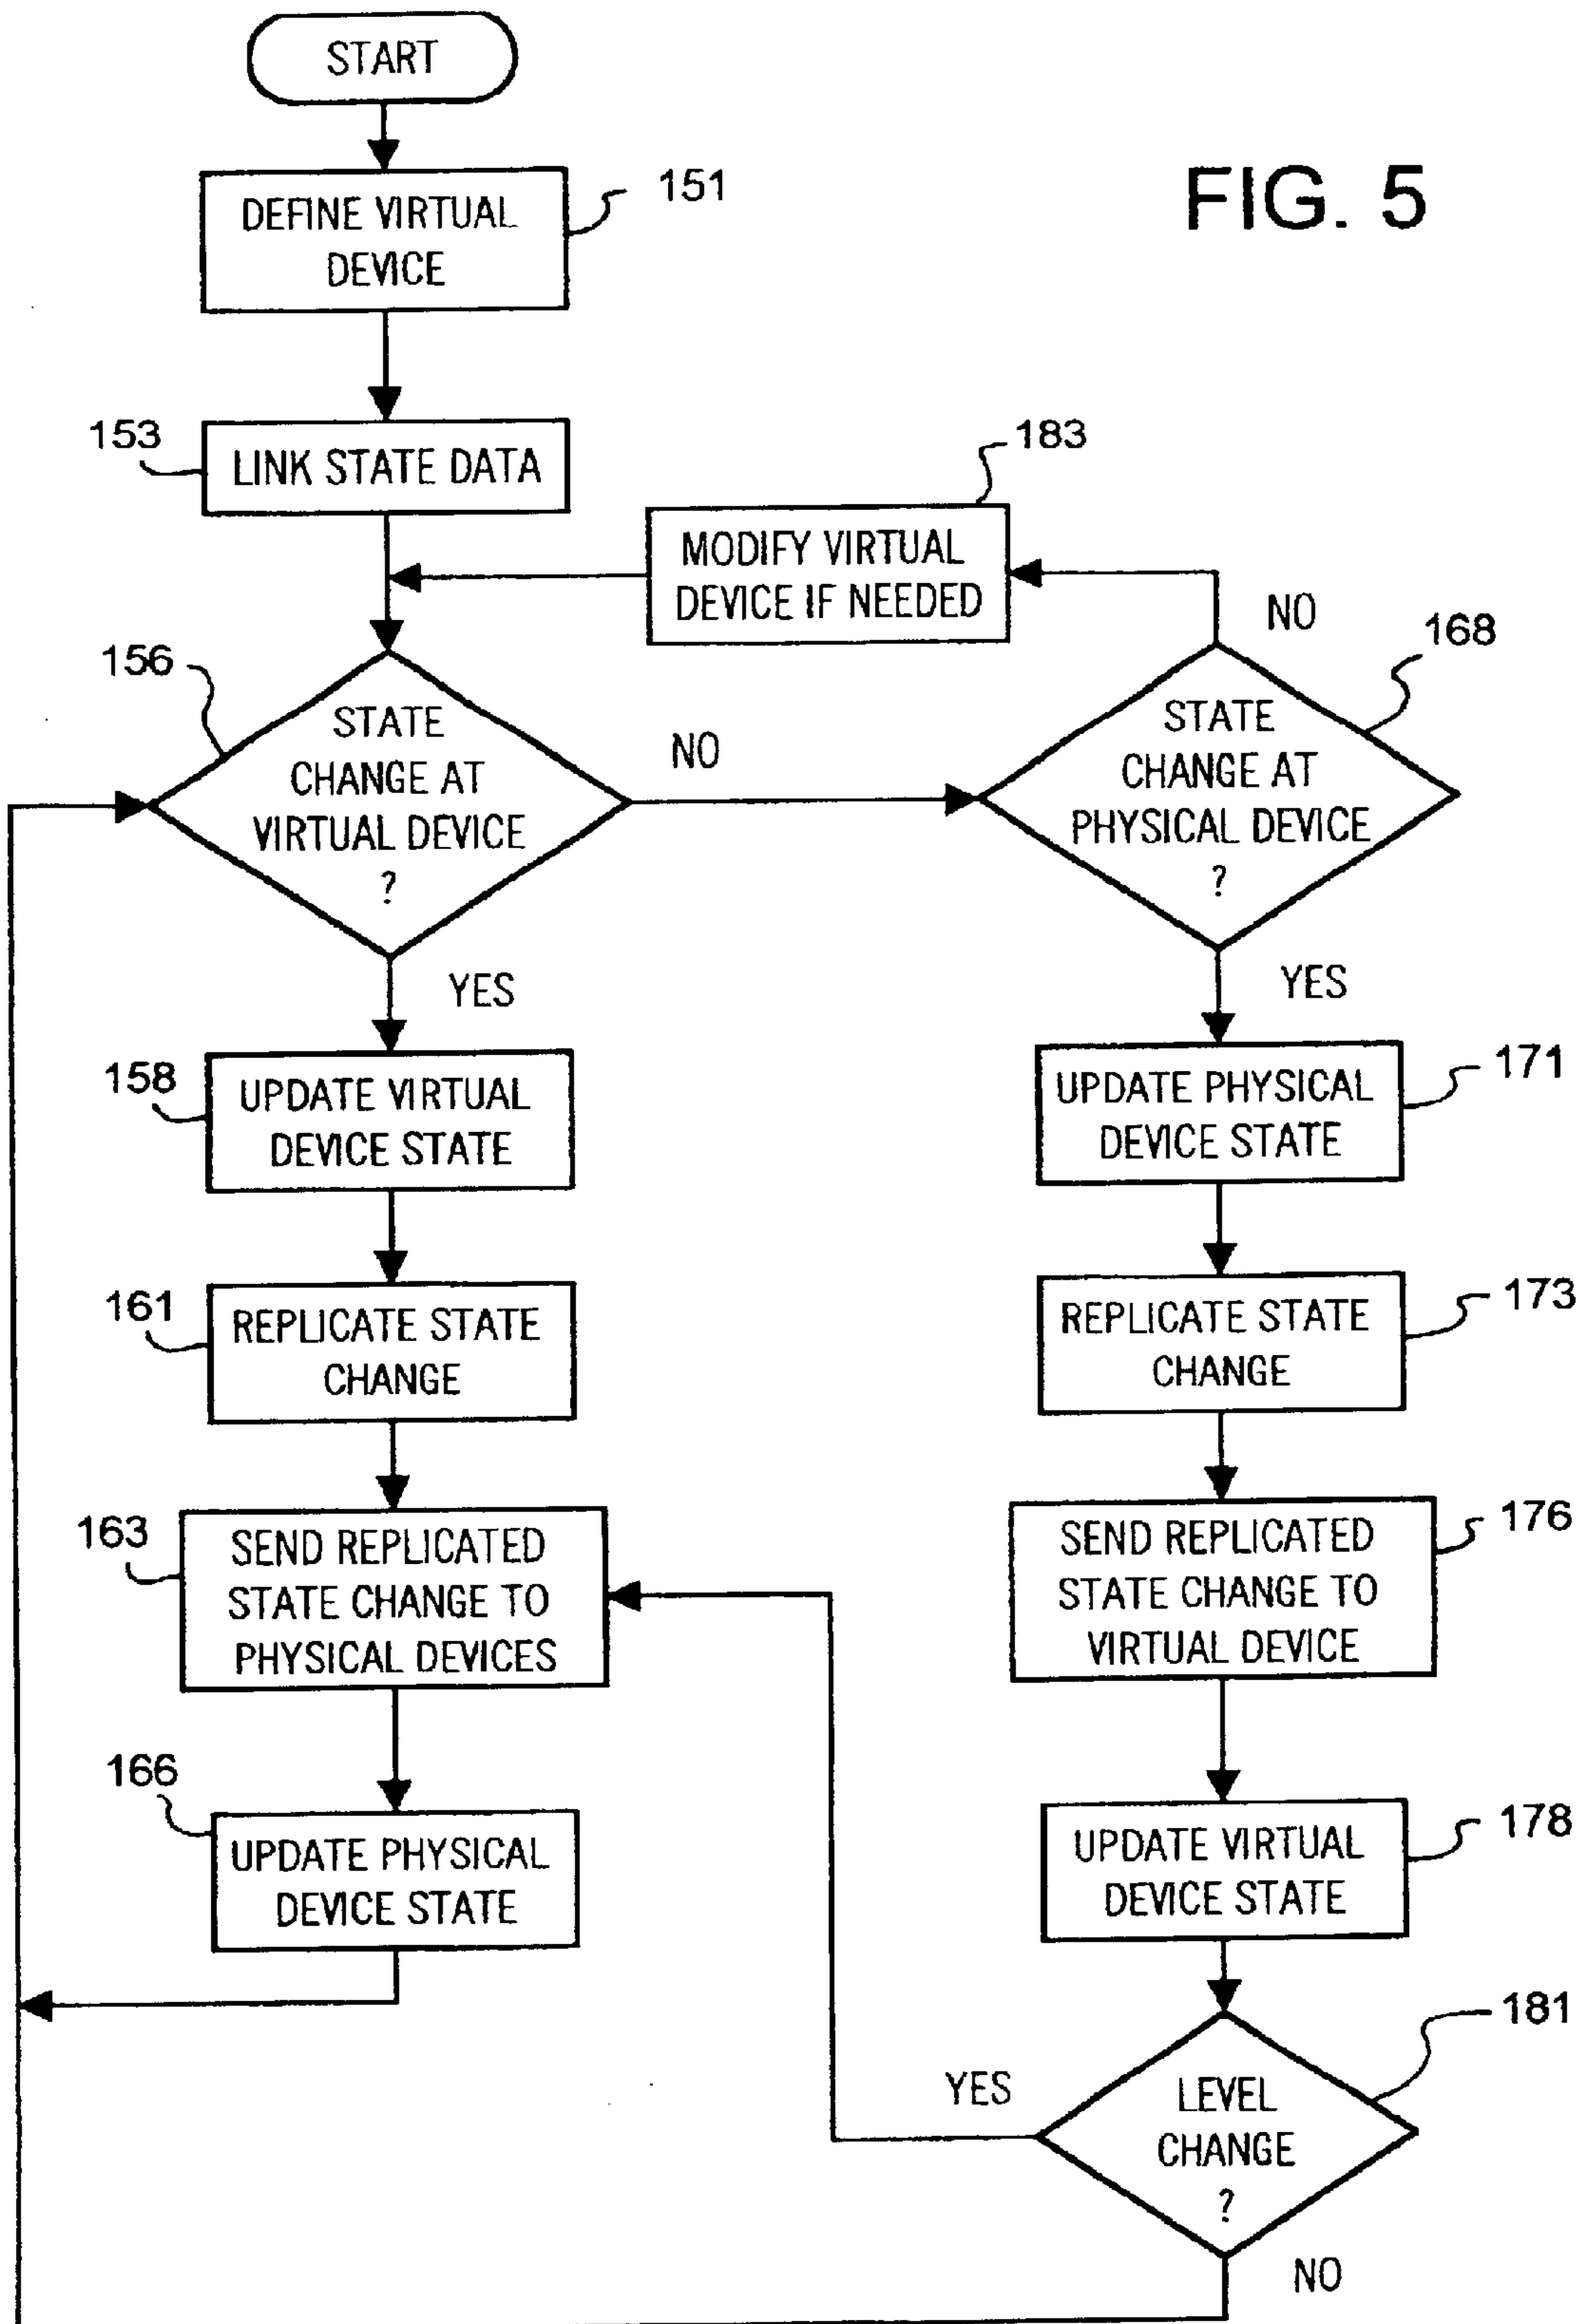 START
FIG. 5
DEFINE VIRTUAL
DEVICE
151
153
LINK STATE DATA
183
MODIFY VIRTUAL
DEVICE IF NEEDED
NO
168
156
STATE
CHANGE AT
VIRTUAL DEVICE
?
NO
STATE
CHANGE AT
PHYSICAL DEVICE
?
YES
YES
158
UPDATE VIRTUAL
DEVICE STATE
UPDATE PHYSICAL
DEVICE STATE
171
161
REPLICATE STATE
CHANGE
REPLICATE STATE
CHANGE
173
163
SEND REPLICATED
STATE CHANGE TO
PHYSICAL DEVICES
SEND REPLICATED
STATE CHANGE TO
VIRTUAL DEVICE
176
166
UPDATE PHYSICAL
DEVICE STATE
UPDATE VIRTUAL
DEVICE STATE
178
181
YES
LEVEL
CHANGE
?
NO